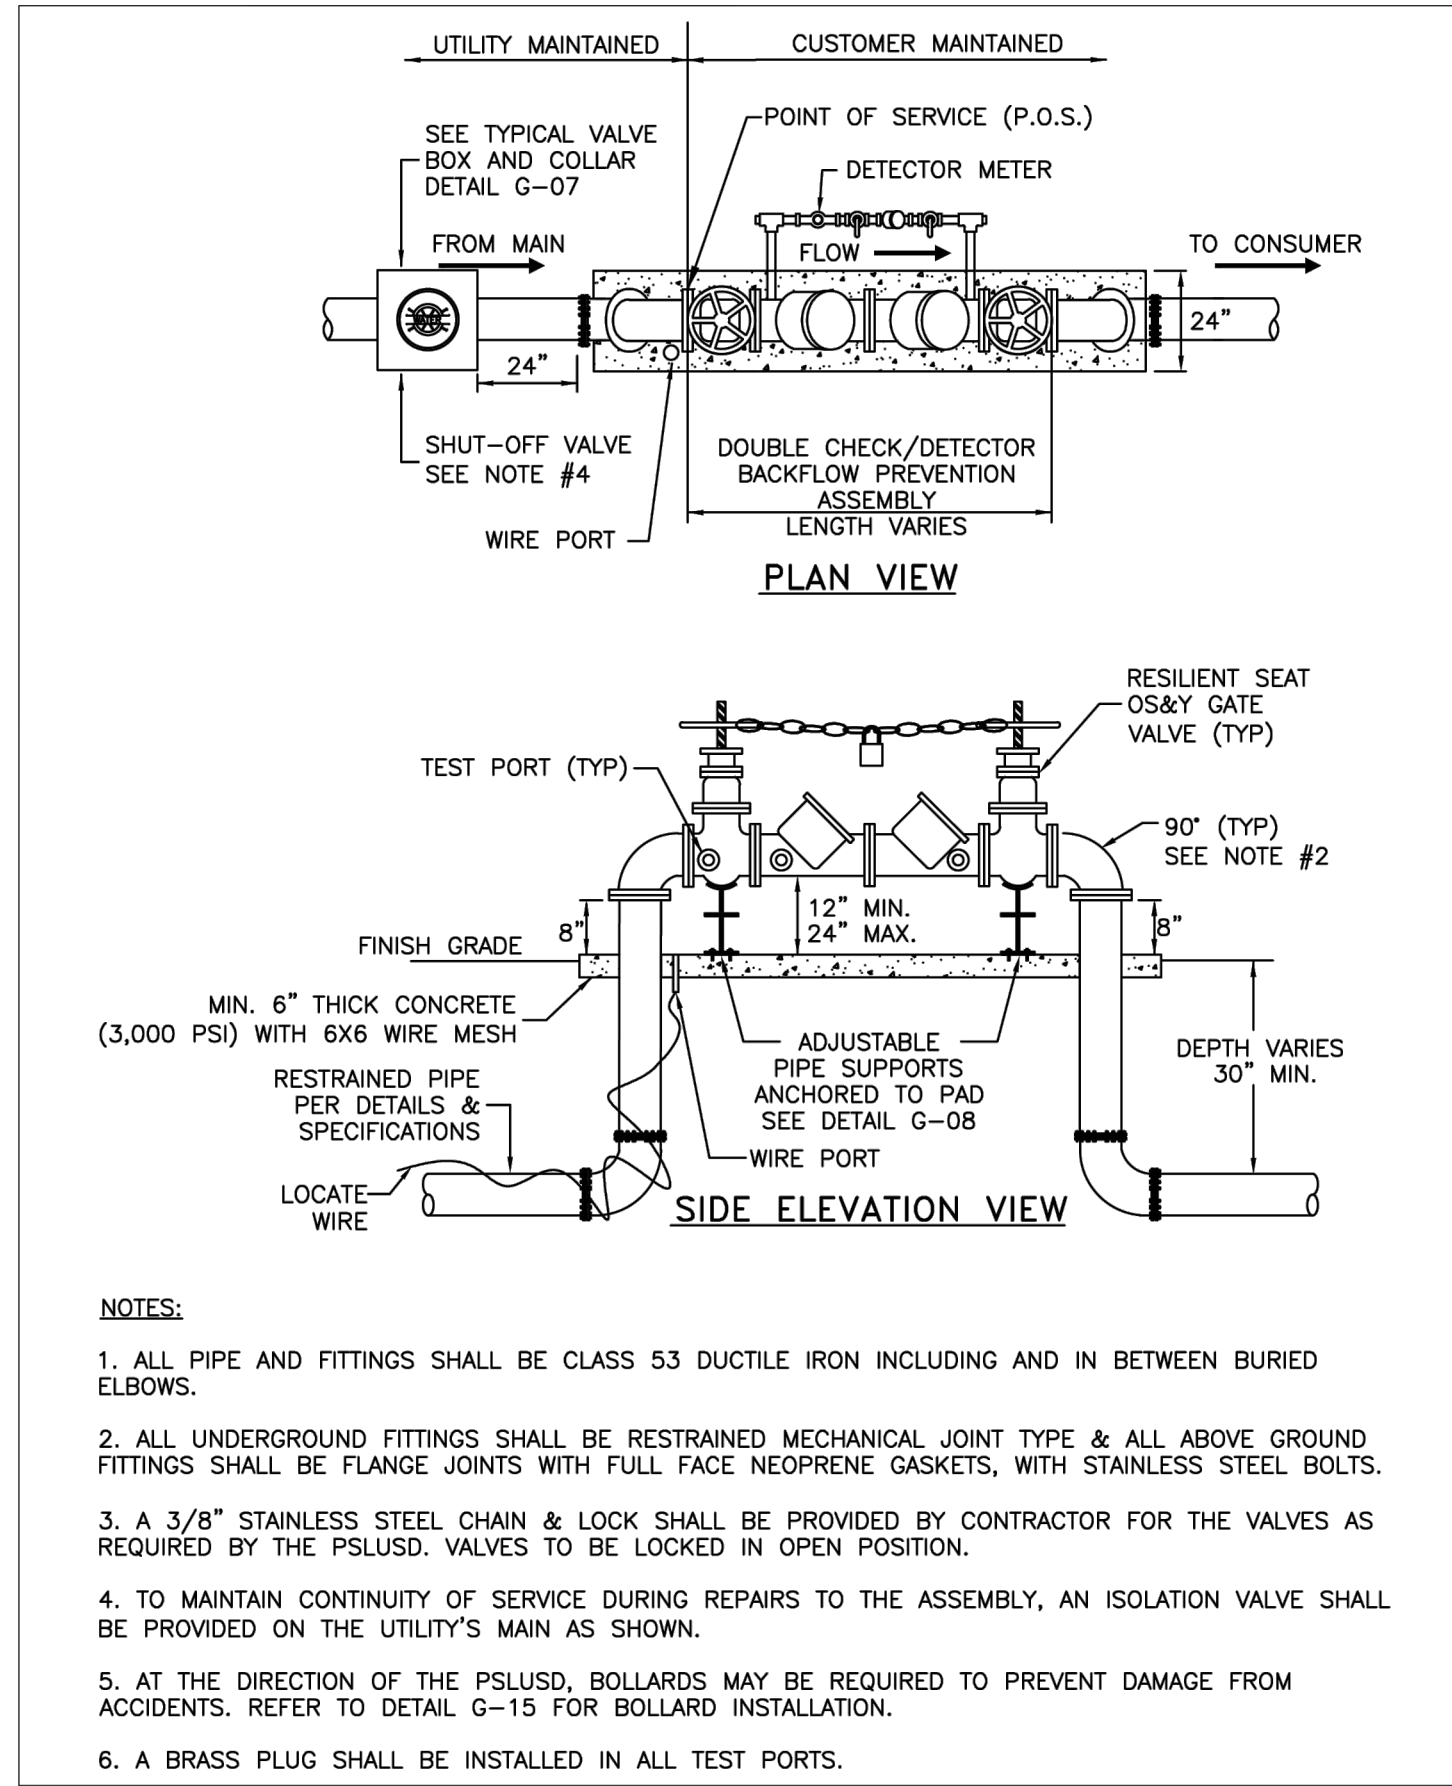 UTILITY MAINTAINED
CUSTOMER MAINTAINED
POINT OF SERVICE (P.O.S.)
SEE TYPICAL VALVE
BOX AND COLLAR
DETAIL G-07
DETECTOR METER
FROM MAIN
FLOW
TO CONSUMER
WATER
24"
24"
SHUT-OFF VALVE
SEE NOTE #4
DOUBLE CHECK/DETECTOR
BACKFLOW PREVENTION
ASSEMBLY
LENGTH VARIES
WIRE PORT
PLAN VIEW
RESILIENT SEAT
OS&Y GATE
VALVE (TYP)
TEST PORT (TYP)
90° (TYP)
SEE NOTE #2
12" MIN.
24" MAX.
8"
8"
FINISH GRADE
MIN. 6" THICK CONCRETE
(3,000 PSI) WITH 6X6 WIRE MESH
ADJUSTABLE
PIPE SUPPORTS
ANCHORED TO PAD
SEE DETAIL G-08
DEPTH VARIES
30" MIN.
RESTRAINED PIPE
PER DETAILS &
SPECIFICATIONS
WIRE PORT
LOCATE
WIRE
SIDE ELEVATION VIEW
NOTES:
1. ALL PIPE AND FITTINGS SHALL BE CLASS 53 DUCTILE IRON INCLUDING AND IN BETWEEN BURIED
ELBOWS.
2. ALL UNDERGROUND FITTINGS SHALL BE RESTRAINED MECHANICAL JOINT TYPE & ALL ABOVE GROUND
FITTINGS SHALL BE FLANGE JOINTS WITH FULL FACE NEOPRENE GASKETS, WITH STAINLESS STEEL BOLTS.
3. A 3/8" STAINLESS STEEL CHAIN & LOCK SHALL BE PROVIDED BY CONTRACTOR FOR THE VALVES AS
REQUIRED BY THE PSLUSD. VALVES TO BE LOCKED IN OPEN POSITION.
4. TO MAINTAIN CONTINUITY OF SERVICE DURING REPAIRS TO THE ASSEMBLY, AN ISOLATION VALVE SHALL
BE PROVIDED ON THE UTILITY'S MAIN AS SHOWN.
5. AT THE DIRECTION OF THE PSLUSD, BOLLARDS MAY BE REQUIRED TO PREVENT DAMAGE FROM
ACCIDENTS. REFER TO DETAIL G-15 FOR BOLLARD INSTALLATION.
6. A BRASS PLUG SHALL BE INSTALLED IN ALL TEST PORTS.